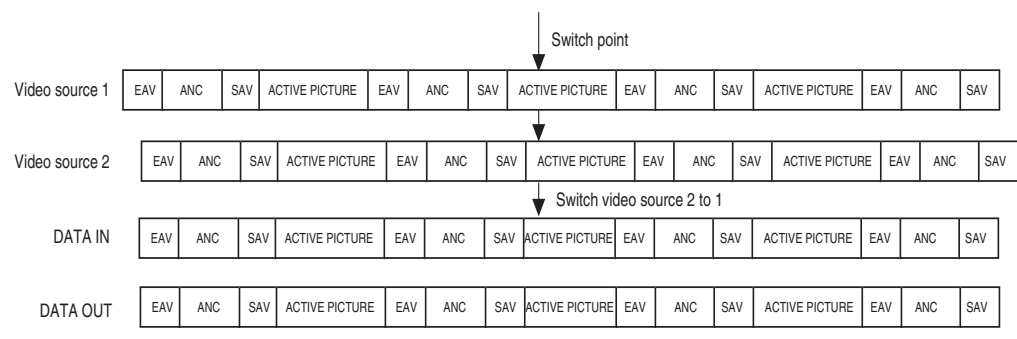 Switch point
Video source 1 EAV ANC SAV ACTIVE PICTURE EAV ANC SAV ACTIVE PICTURE EAV ANC SAV ACTIVE PICTURE EAV ANC SAV
Video source 2 EAV ANC SAV ACTIVE PICTURE EAV ANC SAV ACTIVE PICTURE EAV ANC SAV ACTIVE PICTURE EAV ANC SAV
Switch video source 2 to 1
DATA IN EAV ANC SAV ACTIVE PICTURE EAV ANC SAV ACTIVE PICTURE EAV ANC SAV ACTIVE PICTURE EAV ANC SAV
DATA OUT EAV ANC SAV ACTIVE PICTURE EAV ANC SAV ACTIVE PICTURE EAV ANC SAV ACTIVE PICTURE EAV ANC SAV